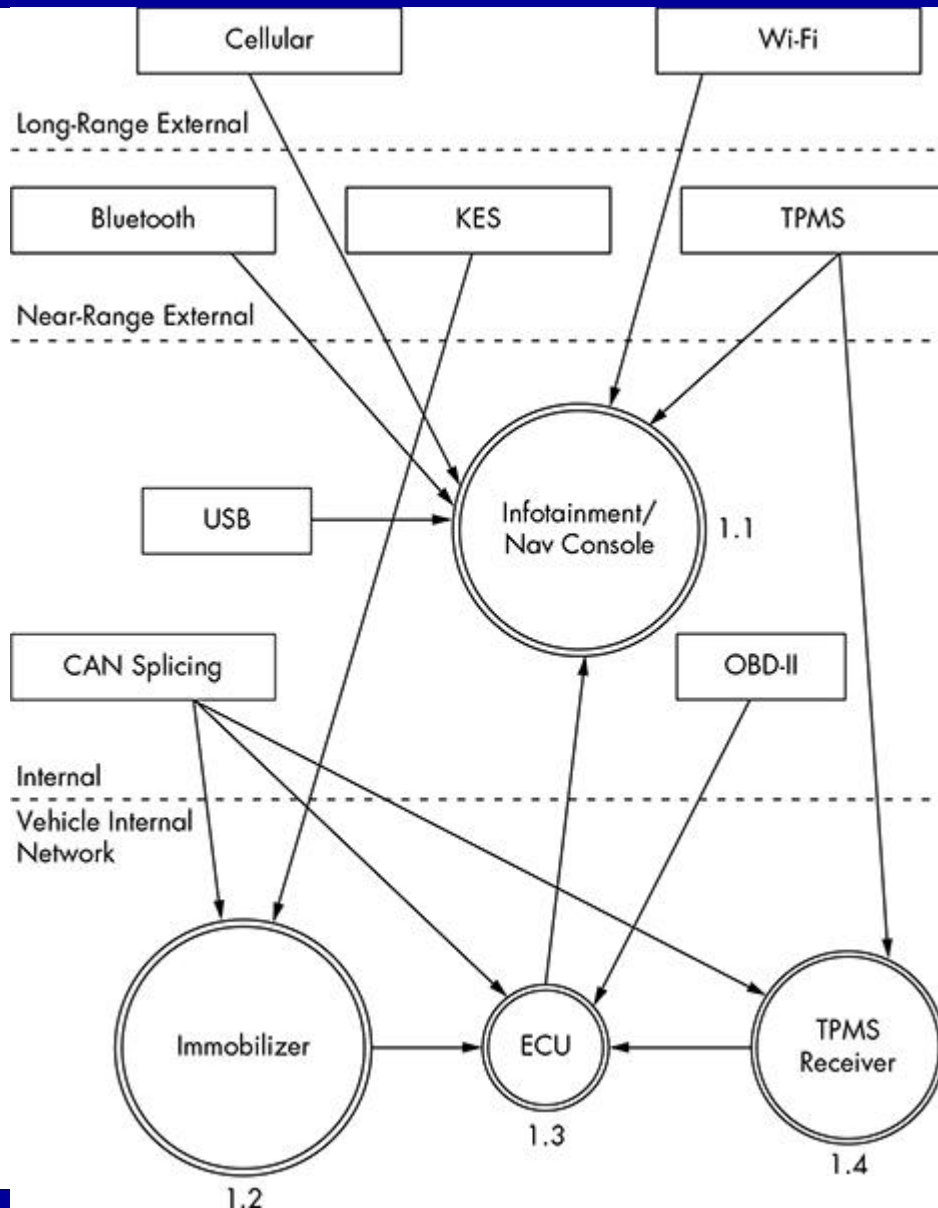 Cellular
Wi-Fi
Long-Range External
Bluetooth
KES
TPMS
Near-Range External
USB
Infotainment/
Nav Console
1.1
CAN Splicing
OBD-II
Internal
Vehicle Internal
Network
Immobilizer
ECU
TPMS
Receiver
1.3
1.4
1.2